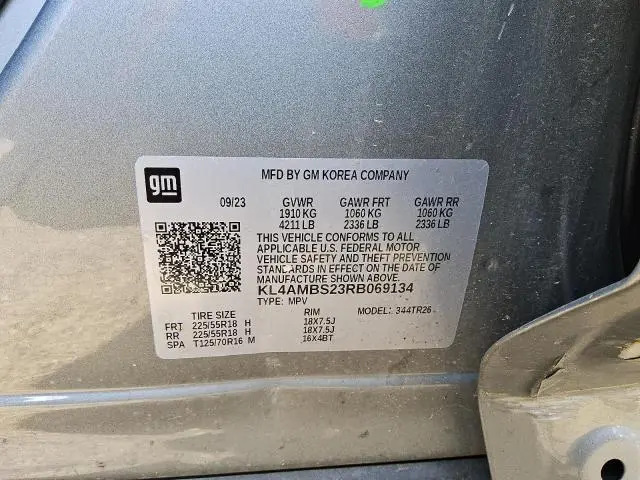 gm
MFD BY GM KOREA COMPANY
09/23 GVWR GAWR FRT GAWR RR
1910 KG 1060 KG 1060 KG
4211 LB 2336 LB 2336 LB
THIS VEHICLE CONFORMS TO ALL
APPLICABLE U.S. FEDERAL MOTOR
VEHICLE SAFETY AND THEFT PREVENTION
STANDARDS IN EFFECT ON THE DATE OF
MANUFACTURE SHOWN ABOVE.
KL4AMBS23RB069134
TYPE: MPV MODEL: 344TR26
TIRE SIZE RIM
FRT 225/55R18 H 18X7.5J
RR 225/55R18 H 18X7.5J
SPA T125/70R16 M 16X4BT